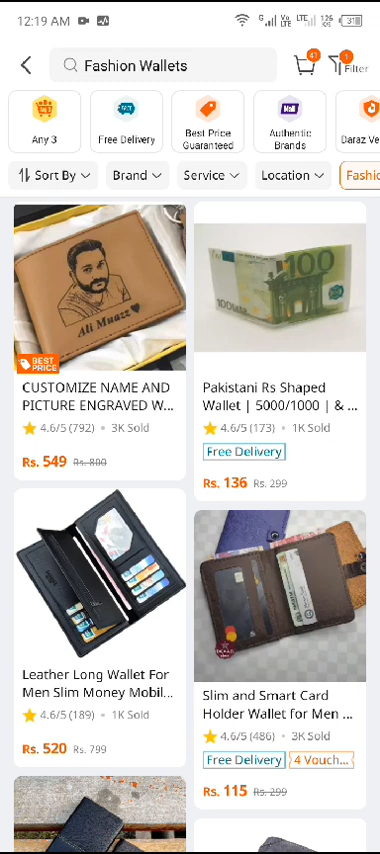 12:19 AM
Fashion Wallets
41
1
Filter
Any 3
Free Delivery
Best Price
Guaranteed
Mall
Authentic
Brands
Daraz Ve
Sort By
Brand
Service
Location
Fashio
Ali Muazz
BEST
PRICE
CUSTOMIZE NAME AND
PICTURE ENGRAVED W...
4.6/5 (792) • 3K Sold
Rs. 549 Rs. 800
100
Pakistani Rs Shaped
Wallet | 5000/1000 | & ...
4.6/5 (173) • 1K Sold
Free Delivery
Rs. 136 Rs. 299
Leather Long Wallet For
Men Slim Money Mobil...
4.6/5 (189) • 1K Sold
Rs. 520 Rs. 799
Slim and Smart Card
Holder Wallet for Men ...
4.6/5 (486) • 3K Sold
Free Delivery
4 Vouch...
Rs. 115 Rs. 299